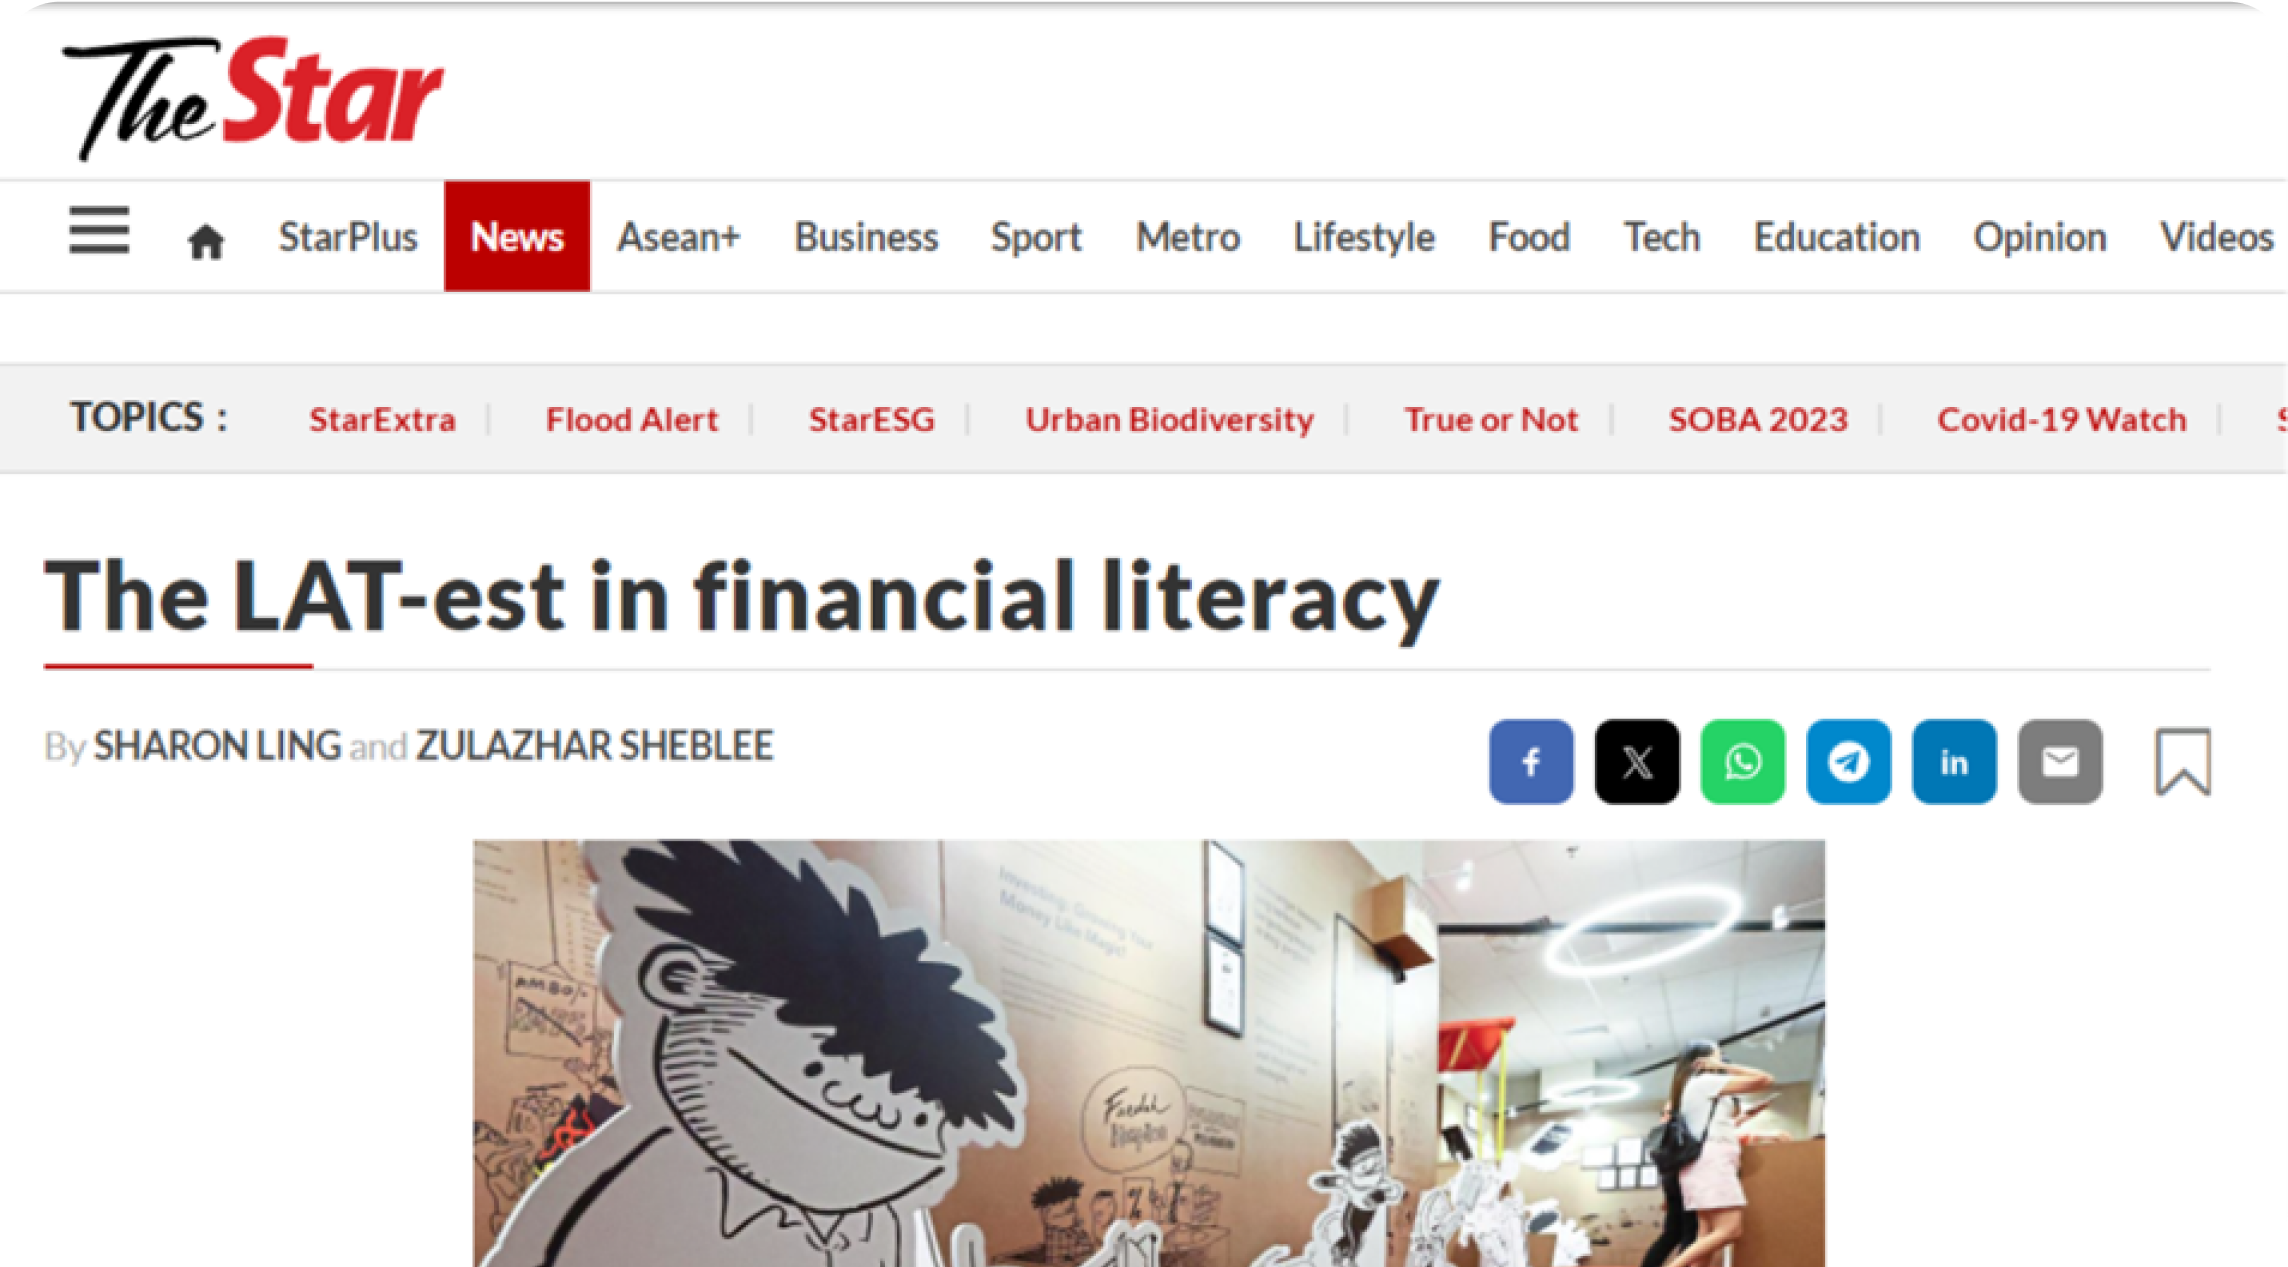 The Star
StarPlus News Asean+ Business Sport Metro Lifestyle Food Tech Education Opinion Videos
TOPICS : StarExtra Flood Alert StarESG Urban Biodiversity True or Not SOBA 2023 Covid-19 Watch
The LAT-est in financial literacy
By SHARON LING and ZULAZHAR SHEBLEE
f X in
Investing: Growing Your
Money Like Magic!